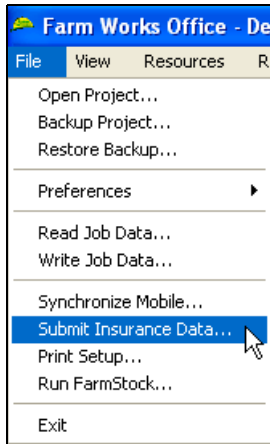 Farm Works Office - De
File View Resources R
Open Project...
Backup Project...
Restore Backup...
Preferences
Read Job Data...
Write Job Data...
Synchronize Mobile...
Submit Insurance Data...
Print Setup...
Run FarmStock...
Exit